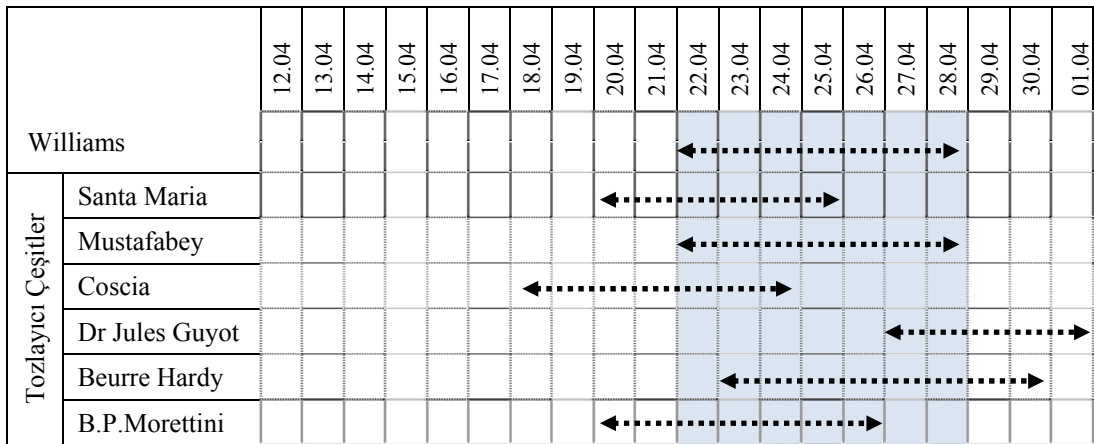 12.04 13.04 14.04 15.04 16.04 17.04 18.04 19.04 20.04 21.04 22.04 23.04 24.04 25.04 26.04 27.04 28.04 29.04 30.04 01.04
Williams
Tozlayıcı Çeşitler
Santa Maria
Mustafabey
Coscia
Dr Jules Guyot
Beurre Hardy
B.P.Morettini